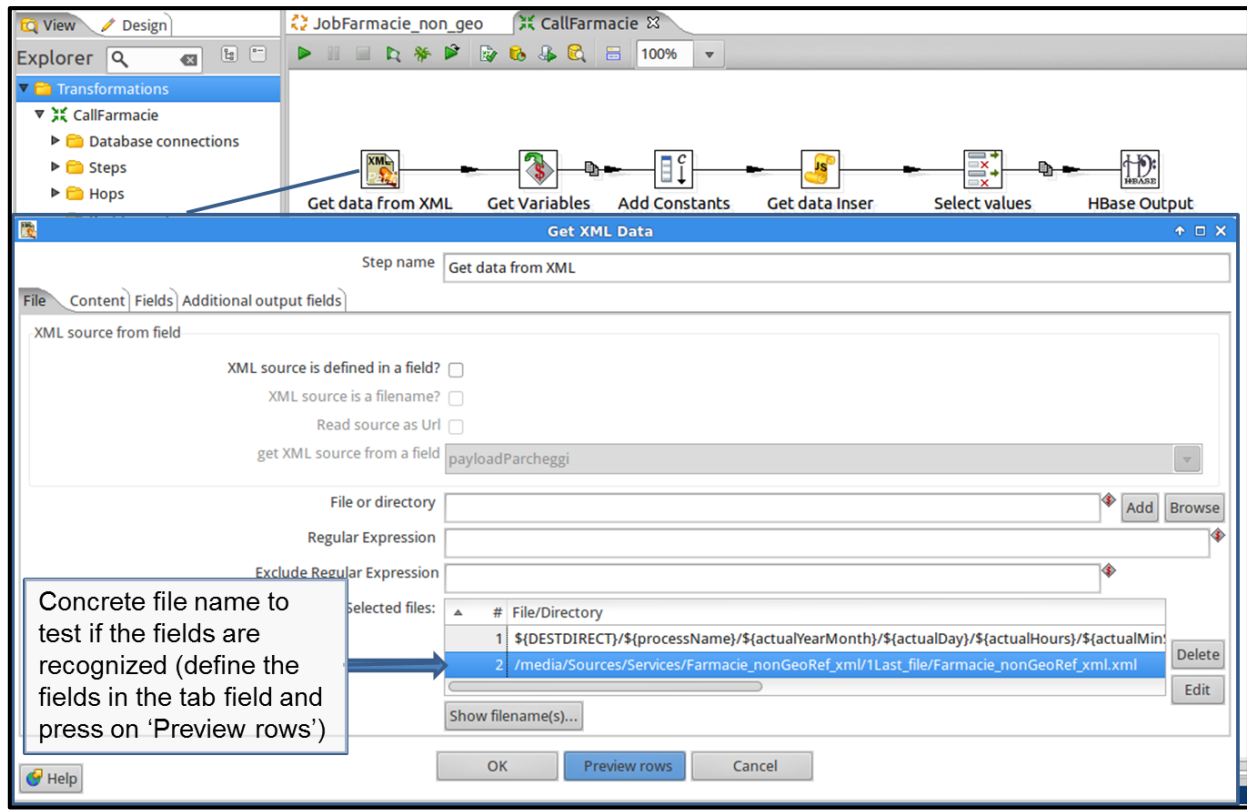 View
Design
JobFarmacie_non_geo
CallFarmacie
Explorer
100%
Transformations
CallFarmacie
Database connections
Steps
Hops
XML
$
C
JS
HBASE
Get data from XML
Get Variables
Add Constants
Get data Inser
Select values
HBase Output
Get XML Data
Step name
Get data from XML
File
Content
Fields
Additional output fields
XML source from field
XML source is defined in a field?
XML source is a filename?
Read source as Url
get XML source from a field
payloadParcheggi
File or directory
Add
Browse
Regular Expression
Exclude Regular Expression
Selected files:
# File/Directory
1 ${DESTDIRECT}/${processName}/${actualYearMonth}/${actualDay}/${actualHours}/${actualMin
2 /media/Sources/Services/Farmacie_nonGeoRef_xml/1Last_file/Farmacie_nonGeoRef_xml.xml
Delete
Edit
Concrete file name to
test if the fields are
recognized (define the
fields in the tab field and
press on ‘Preview rows’)
Show filename(s)...
Help
OK
Preview rows
Cancel